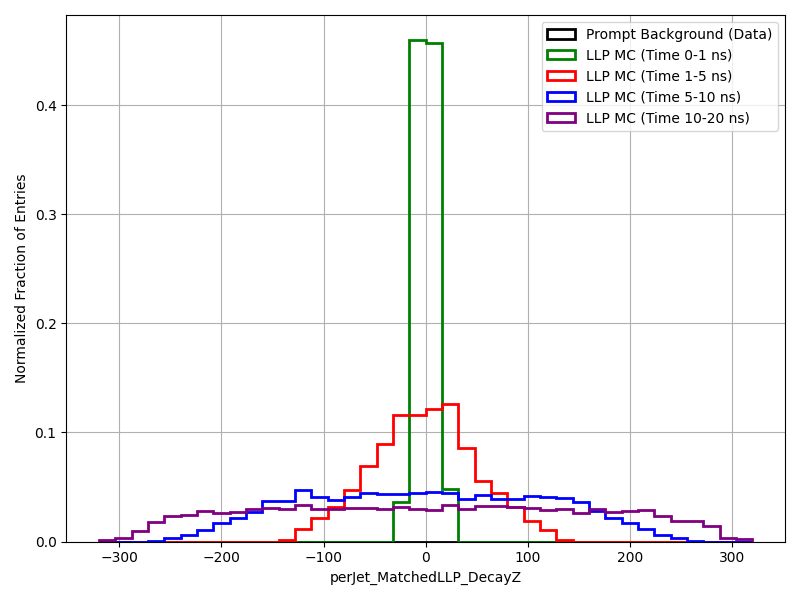 Prompt Background (Data)
LLP MC (Time 0-1 ns)
LLP MC (Time 1-5 ns)
LLP MC (Time 5-10 ns)
LLP MC (Time 10-20 ns)
Normalized Fraction of Entries
0.4
0.3
0.2
0.1
0.0
−300 −200 −100 0 100 200 300
perJet_MatchedLLP_DecayZ